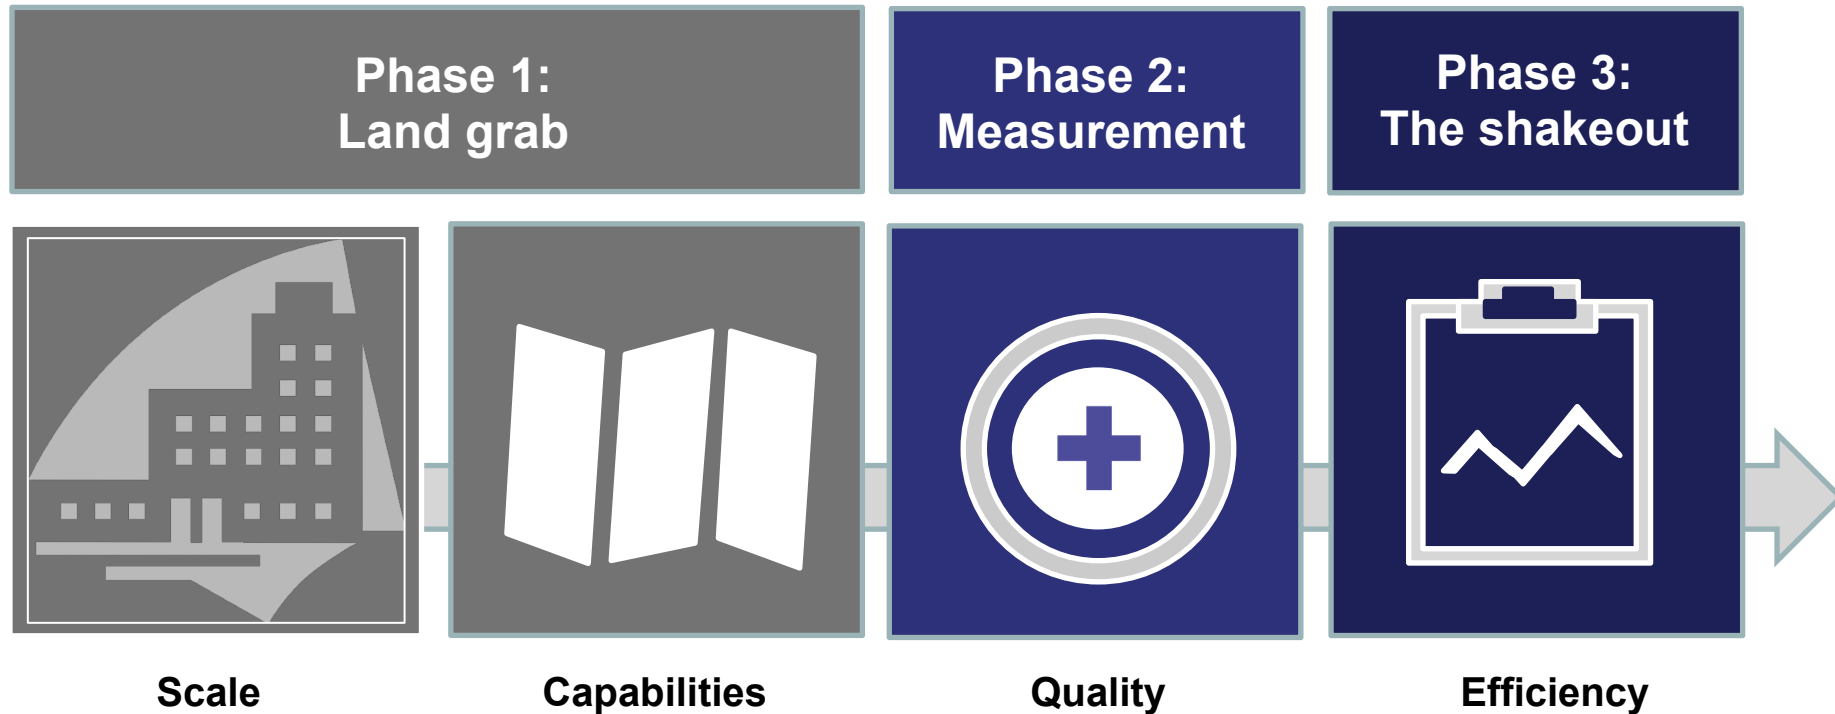 Phase 1:
Land grab
Phase 2:
Measurement
Phase 3:
The shakeout
Scale
Capabilities
Quality
Efficiency